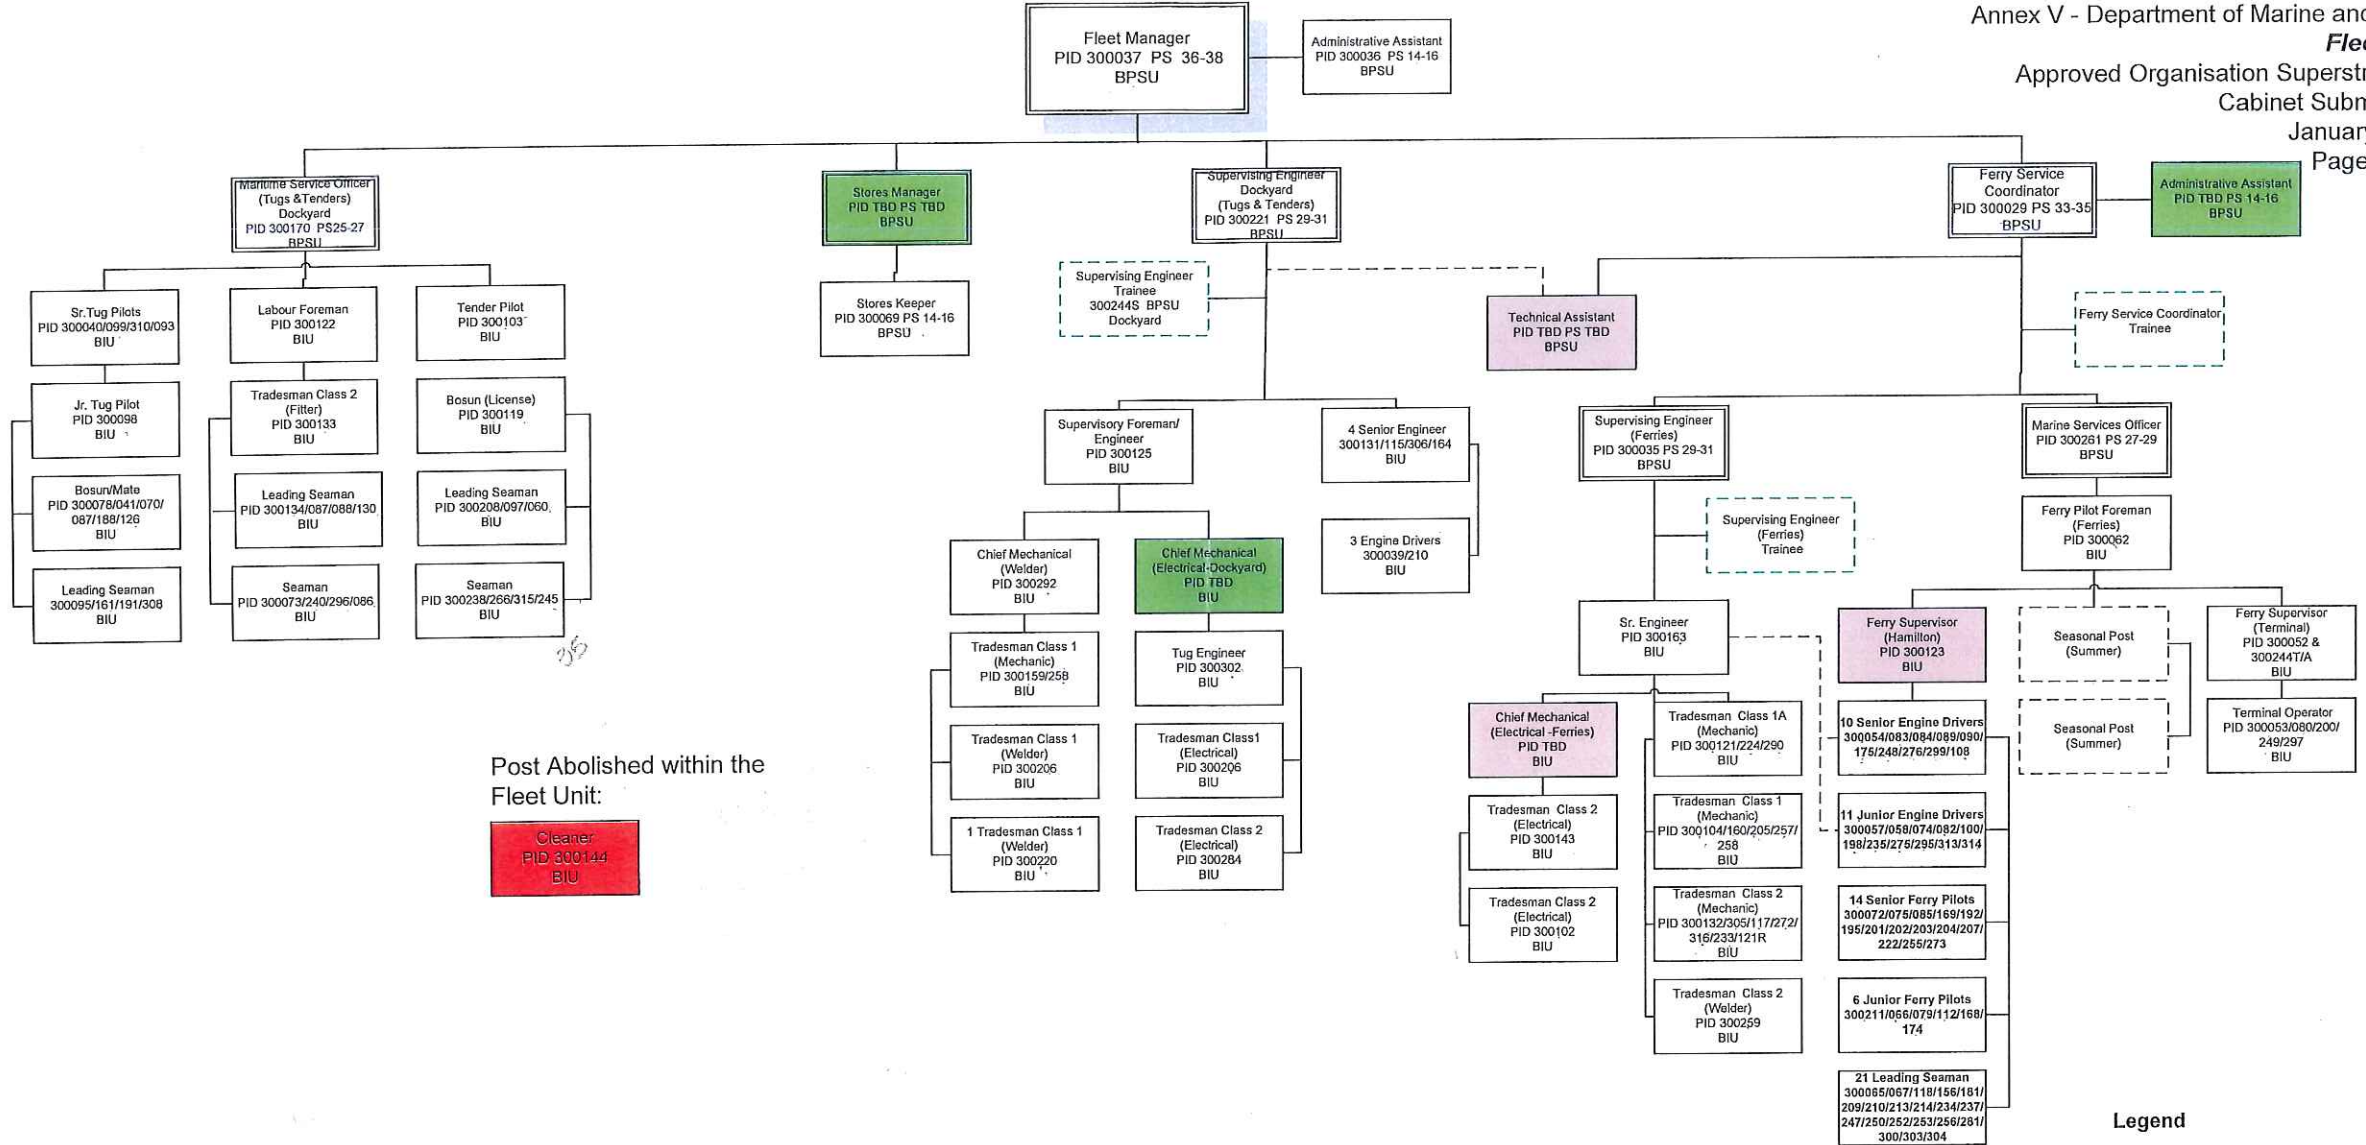 Annex V - Department of Marine and
Approved Organisation Superstr
Cabinet Subm
January
Page
Fleet Manager
PID 300037 PS 36-38
BPSU
Administrative Assistant
PID 300036 PS 14-16
BPSU
Maritime Service Officer
(Tugs &Tenders)
Dockyard
PID 300170 PS25-27
BPSU
Stores Manager
PID TBD PS TBD
BPSU
Supervising Engineer
Dockyard
(Tugs & Tenders)
PID 300221 PS 29-31
BPSU
Ferry Service
Coordinator
PID 300029 PS 33-35
BPSU
Administrative Assistant
PID TBD PS 14-16
BPSU
Sr.Tug Pilots
PID 300040/099/310/093
BIU
Labour Foreman
PID 300122
BIU
Tender Pilot
PID 300103
BIU
Stores Keeper
PID 300069 PS 14-16
BPSU
Supervising Engineer
Trainee
300244S BPSU
Dockyard
Technical Assistant
PID TBD PS TBD
BPSU
Ferry Service Coordinator
Trainee
Jr. Tug Pilot
PID 300098
BIU
Tradesman Class 2
(Fitter)
PID 300133
BIU
Bosun (License)
PID 300119
BIU
Supervisory Foreman/
Engineer
PID 300125
BIU
4 Senior Engineer
300131/115/306/164
BIU
Supervising Engineer
(Ferries)
PID 300035 PS 29-31
BPSU
Marine Services Officer
PID 300261 PS 27-29
BPSU
Bosun/Mate
PID 300078/041/070/
087/188/126
BIU
Leading Seaman
PID 300134/087/088/130
BIU
Leading Seaman
PID 300208/097/060
BIU
Supervising Engineer
(Ferries)
Trainee
Ferry Pilot Foreman
(Ferries)
PID 300062
BIU
Chief Mechanical
(Welder)
PID 300292
BIU
Chief Mechanical
(Electrical-Dockyard)
PID TBD
BIU
3 Engine Drivers
300039/210
BIU
Leading Seaman
300095/161/191/308
BIU
Seaman
PID 300073/240/296/086
BIU
Seaman
PID 300238/266/315/245
BIU
35
Sr. Engineer
PID 300163
BIU
Ferry Supervisor
(Hamilton)
PID 300123
BIU
Seasonal Post
(Summer)
Ferry Supervisor
(Terminal)
PID 300052 &
300244T/A
BIU
Tradesman Class 1
(Mechanic)
PID 300159/258
BIU
Tug Engineer
PID 300302
BIU
Chief Mechanical
(Electrical -Ferries)
PID TBD
BIU
Tradesman Class 1A
(Mechanic)
PID 300121/224/290
BIU
10 Senior Engine Drivers
300054/083/084/089/090/
175/248/276/299/108
Seasonal Post
(Summer)
Terminal Operator
PID 300053/080/200/
249/297
BIU
Post Abolished within the
Fleet Unit:
Cleaner
PID 300144
BIU
Tradesman Class 1
(Welder)
PID 300206
BIU
Tradesman Class1
(Electrical)
PID 300206
BIU
Tradesman Class 2
(Electrical)
PID 300143
BIU
Tradesman Class 1
(Mechanic)
PID 300104/160/205/257/
258
BIU
11 Junior Engine Drivers
300057/058/074/082/100/
198/235/275/295/313/314
1 Tradesman Class 1
(Welder)
PID 300220
BIU
Tradesman Class 2
(Electrical)
PID 300284
BIU
Tradesman Class 2
(Electrical)
PID 300102
BIU
Tradesman Class 2
(Mechanic)
PID 300132/305/117/272/
316/233/121R
BIU
14 Senior Ferry Pilots
300072/075/085/169/192/
195/201/202/203/204/207/
222/255/273
Tradesman Class 2
(Welder)
PID 300259
BIU
6 Junior Ferry Pilots
300211/066/079/112/168/
174
21 Leading Seaman
300065/067/118/156/181/
209/210/213/214/234/237/
247/250/252/253/256/281/
300/303/304
Legend